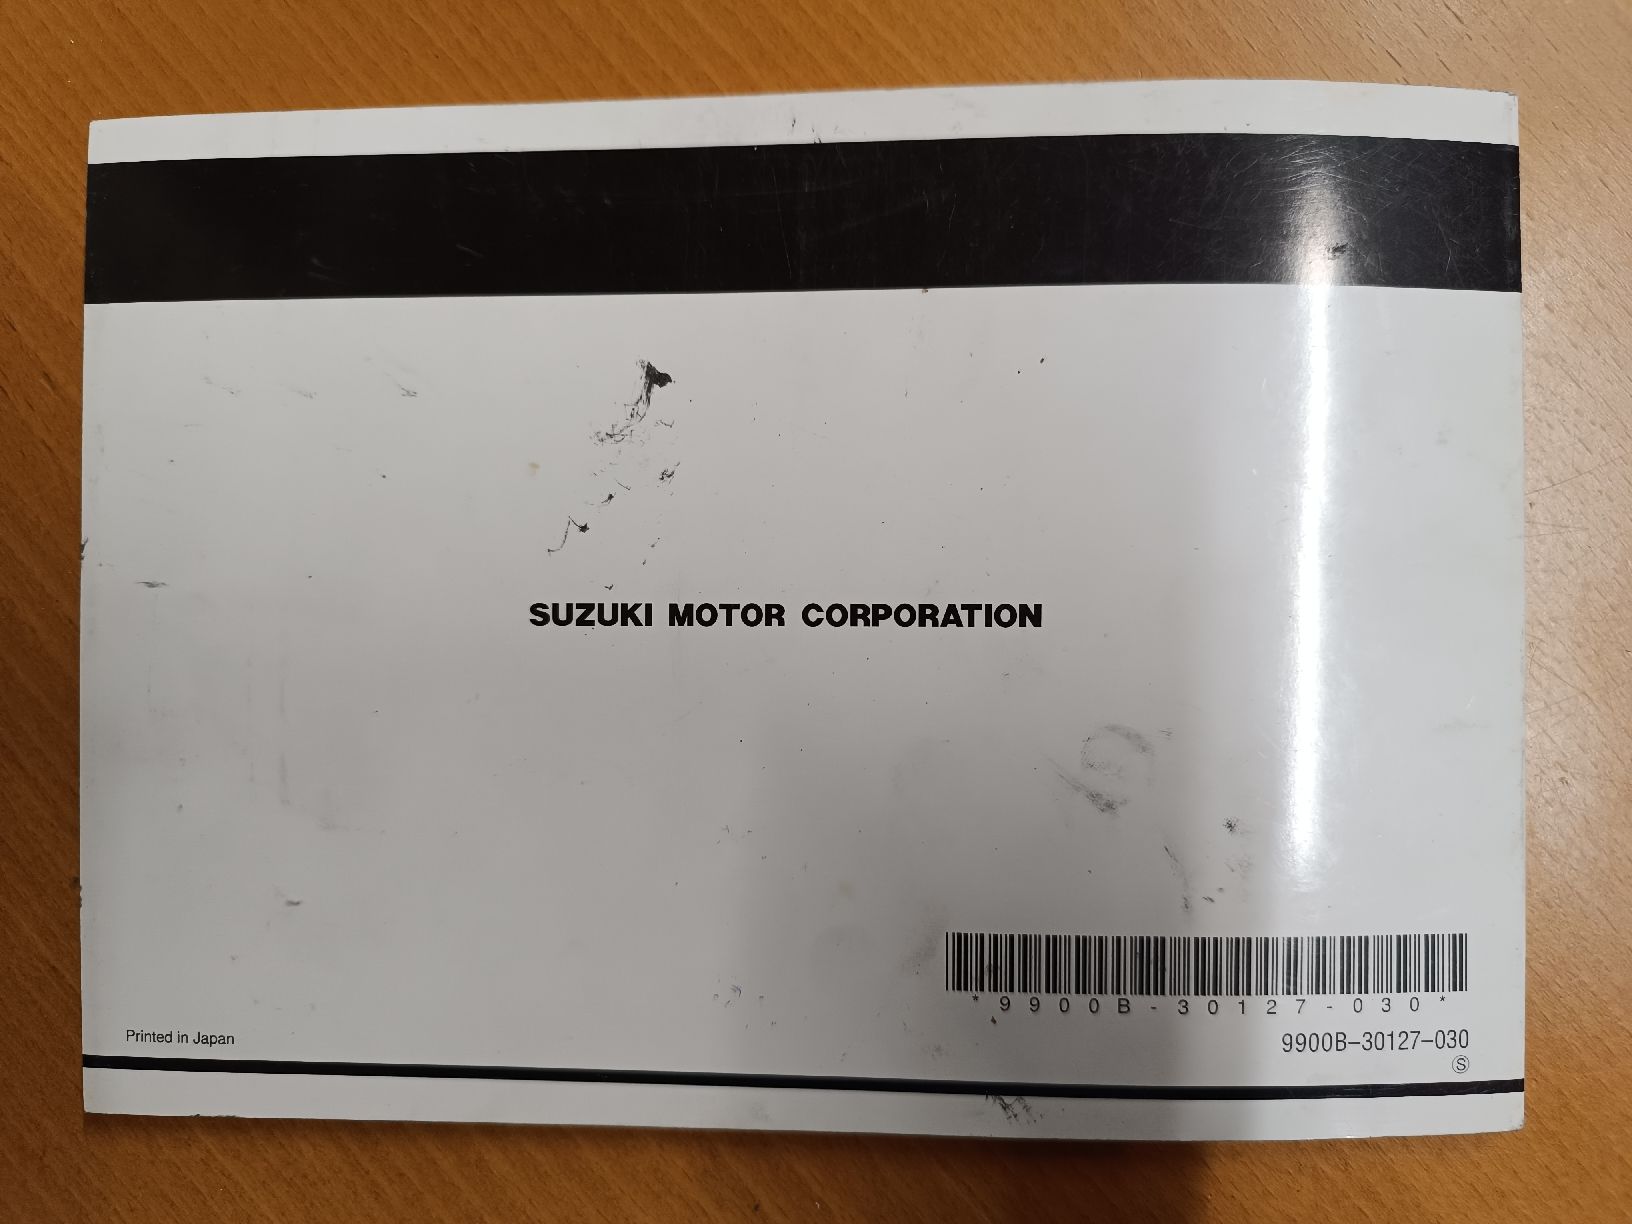 SUZUKI MOTOR CORPORATION
*9900B-30127-030*
Printed in Japan
9900B-30127-030
Ⓢ